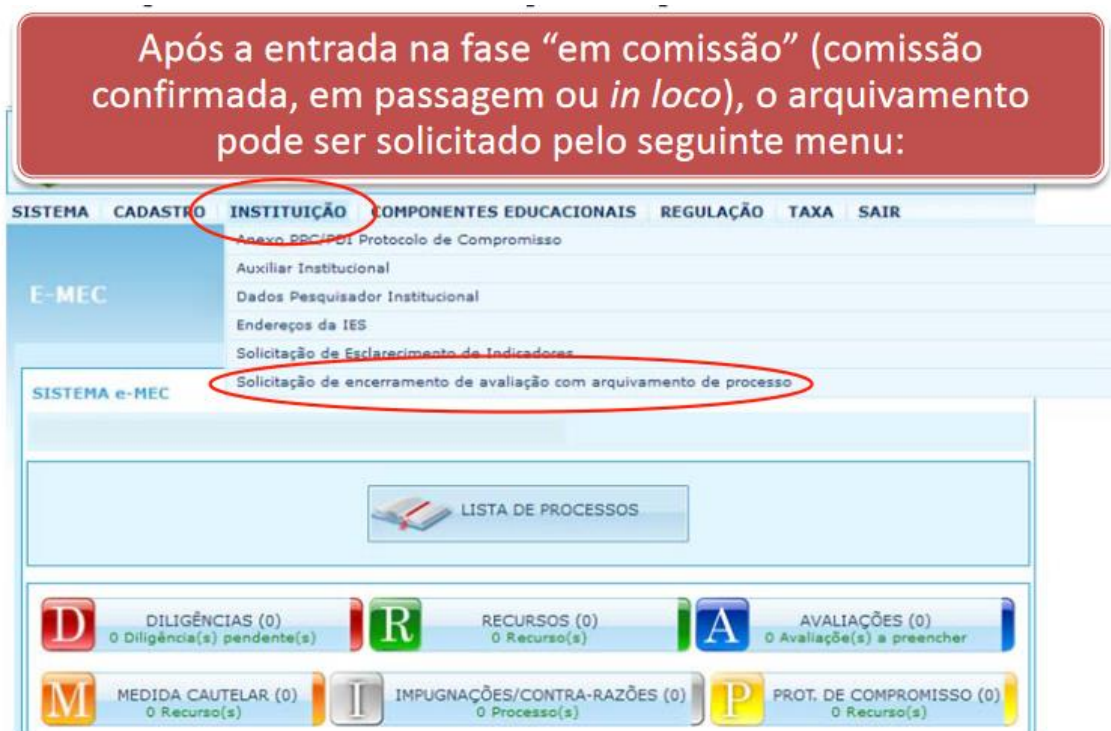 Após a entrada na fase “em comissão” (comissão
confirmada, em passagem ou in loco), o arquivamento
pode ser solicitado pelo seguinte menu:
SISTEMA CADASTRO INSTITUIÇÃO COMPONENTES EDUCACIONAIS REGULAÇÃO TAXA SAIR
Anexo PPC/PDI Protocolo de Compromisso
Auxiliar Institucional
E-MEC
Dados Pesquisador Institucional
Endereços da IES
Solicitação de Esclarecimento de Indicadores
Solicitação de encerramento de avaliação com arquivamento de processo
SISTEMA e-MEC
LISTA DE PROCESSOS
D DILIGÊNCIAS (0) R RECURSOS (0) A AVALIAÇÕES (0)
0 Diligência(s) pendente(s) 0 Recurso(s) 0 Avaliaçõe(s) a preencher
M MEDIDA CAUTELAR (0) I IMPUGNAÇÕES/CONTRA-RAZÕES (0) P PROT. DE COMPROMISSO (0)
0 Recurso(s) 0 Processo(s) 0 Recurso(s)